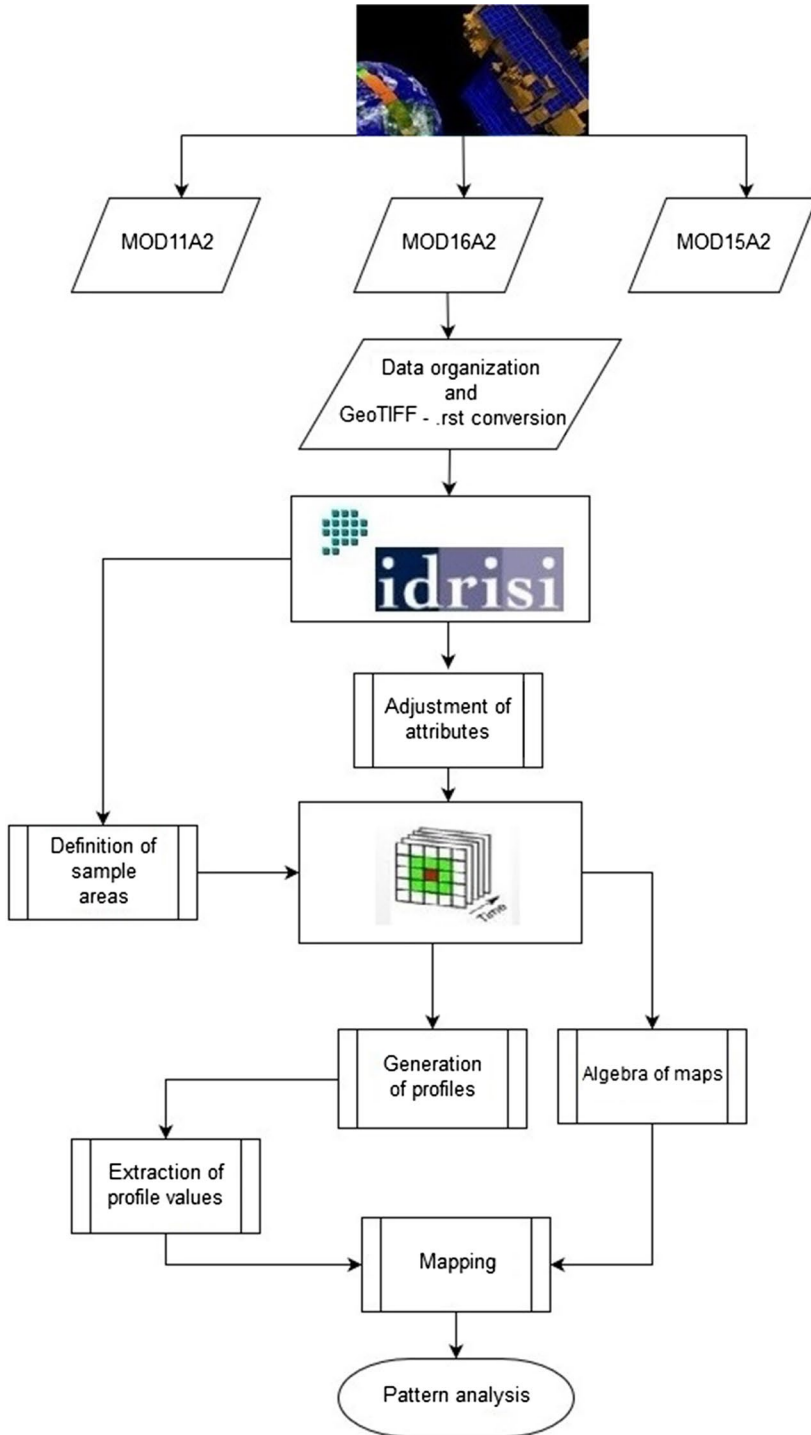 MOD11A2
MOD16A2
MOD15A2
Data organization
and
GeoTIFF - .rst conversion
idrisi
Adjustment of
attributes
Definition of
sample
areas
Time
Generation
of profiles
Algebra of maps
Extraction of
profile values
Mapping
Pattern analysis